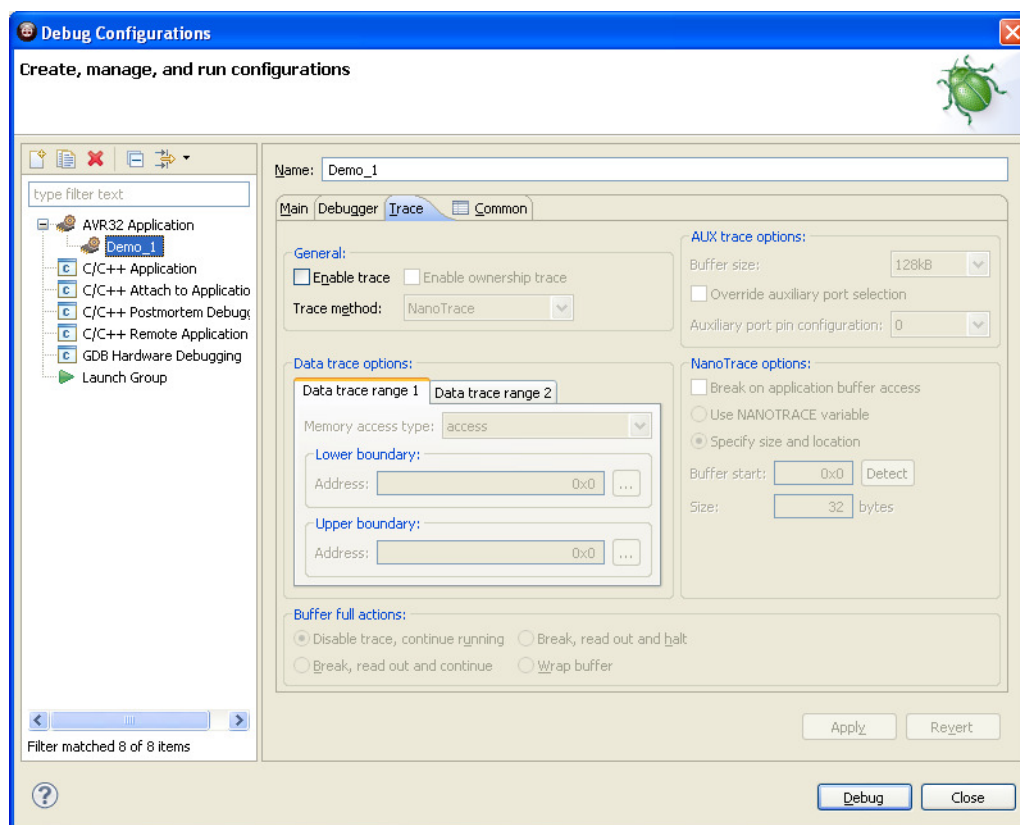 Debug Configurations
Create, manage, and run configurations
type filter text
AVR32 Application
Demo_1
C/C++ Application
C/C++ Attach to Applicatio
C/C++ Postmortem Debugg
C/C++ Remote Application
GDB Hardware Debugging
Launch Group
Filter matched 8 of 8 items
Name: Demo_1
Main Debugger Trace Common
General:
Enable trace Enable ownership trace
Trace method: NanoTrace
AUX trace options:
Buffer size: 128kB
Override auxiliary port selection
Auxiliary port pin configuration: 0
Data trace options:
Data trace range 1 Data trace range 2
Memory access type: access
Lower boundary:
Address: 0x0 ...
Upper boundary:
Address: 0x0 ...
NanoTrace options:
Break on application buffer access
Use NANOTRACE variable
Specify size and location
Buffer start: 0x0 Detect
Size: 32 bytes
Buffer full actions:
Disable trace, continue running Break, read out and halt
Break, read out and continue Wrap buffer
Apply Revert
Debug Close